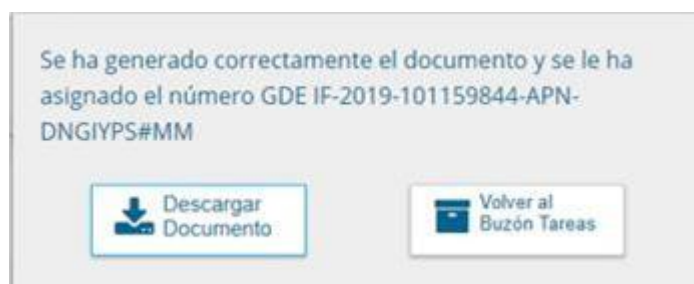 Se ha generado correctamente el documento y se le ha
asignado el número GDE IF-2019-101159844-APN-
DNGIYPS#MM
Descargar
Documento
Volver al
Buzón Tareas